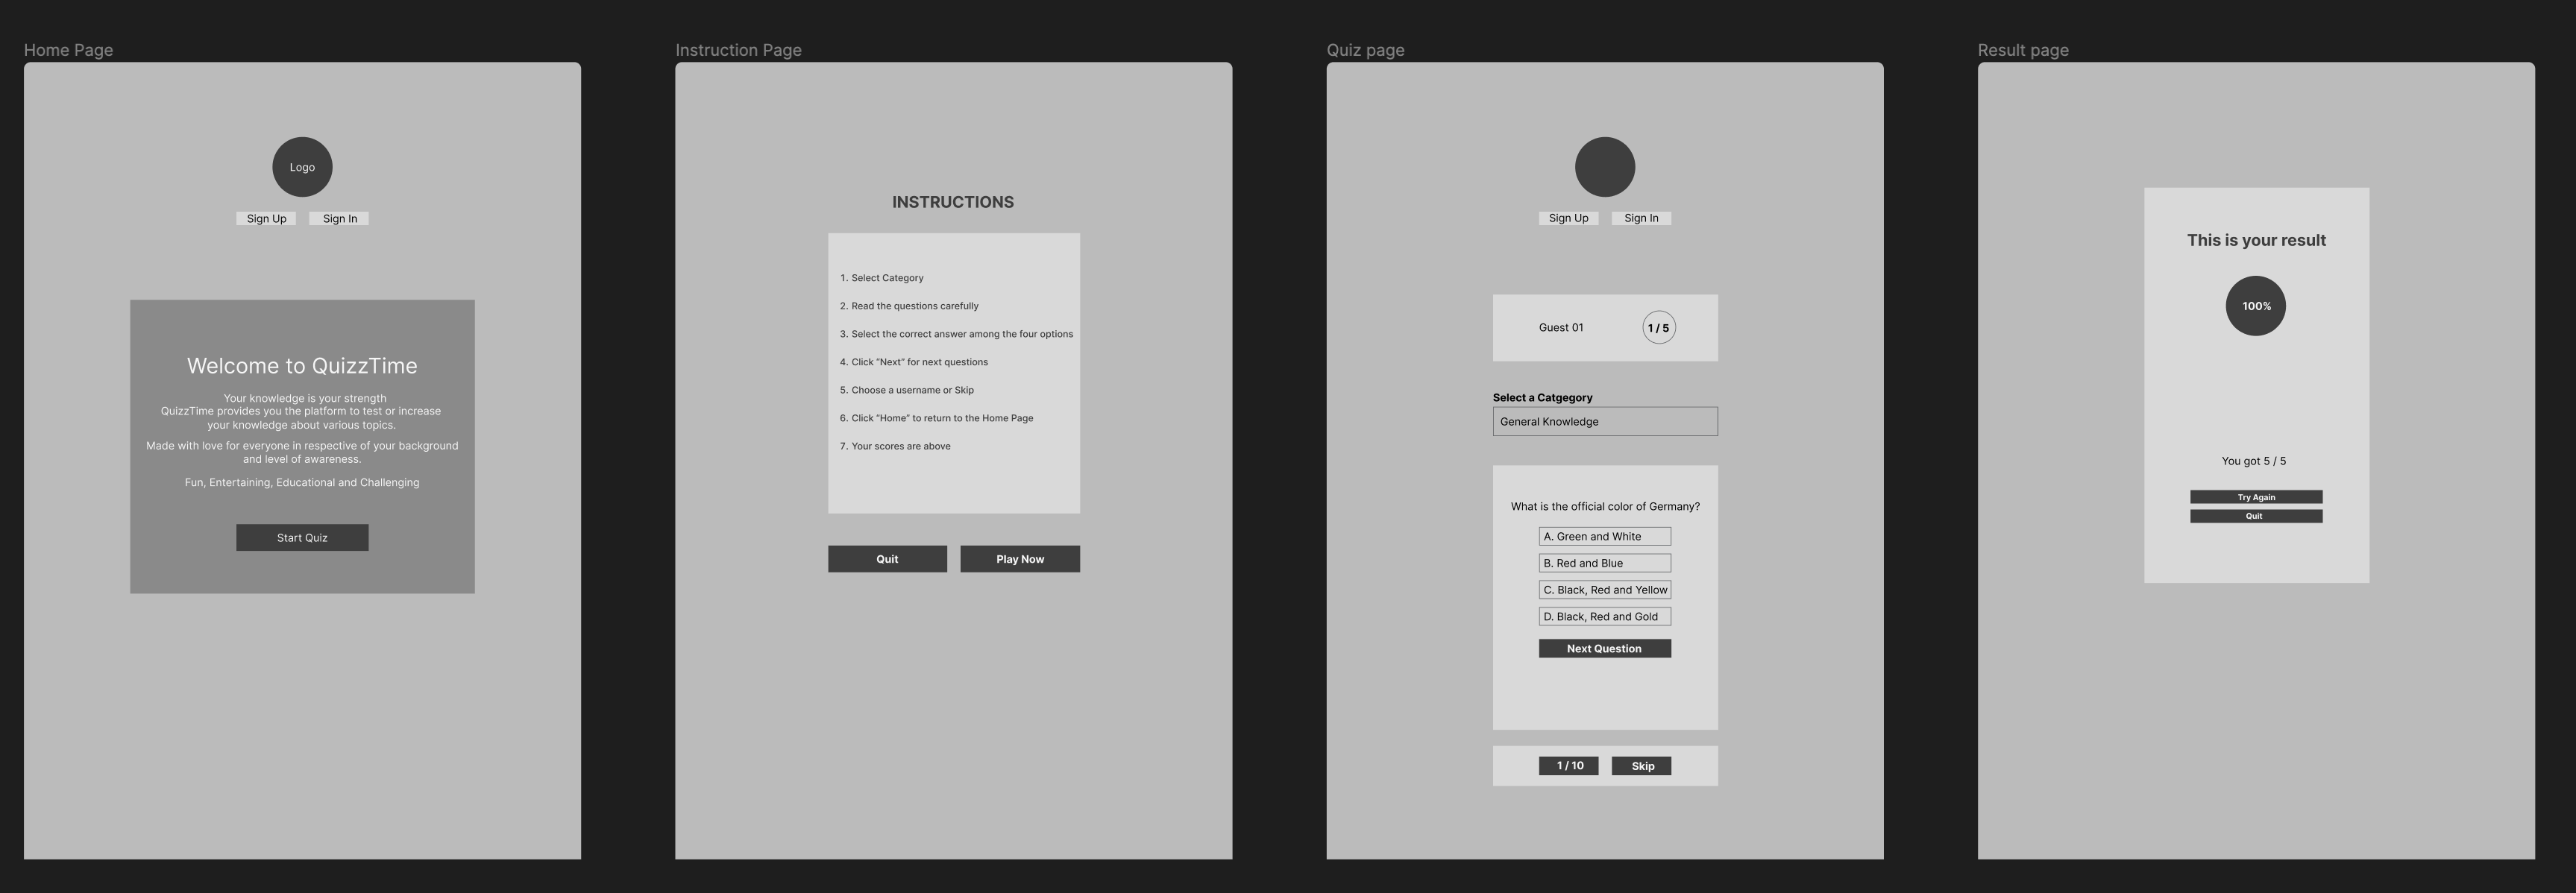 Home Page
Logo
Sign Up
Sign In
Welcome to QuizzTime
Your knowledge is your strength
QuizzTime provides you the platform to test or increase
your knowledge about various topics.
Made with love for everyone in respective of your background
and level of awareness.
Fun, Entertaining, Educational and Challenging
Start Quiz
Instruction Page
INSTRUCTIONS
1. Select Category
2. Read the questions carefully
3. Select the correct answer among the four options
4. Click “Next” for next questions
5. Choose a username or Skip
6. Click “Home” to return to the Home Page
7. Your scores are above
Quit
Play Now
Quiz page
Sign Up
Sign In
Guest 01
1 / 5
Select a Catgegory
General Knowledge
What is the official color of Germany?
A. Green and White
B. Red and Blue
C. Black, Red and Yellow
D. Black, Red and Gold
Next Question
1 / 10
Skip
Result page
This is your result
100%
You got 5 / 5
Try Again
Quit